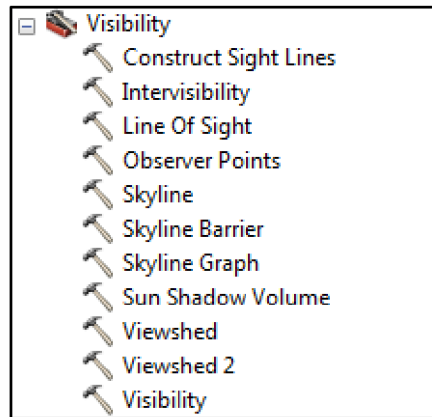 Visibility
Construct Sight Lines
Intervisibility
Line Of Sight
Observer Points
Skyline
Skyline Barrier
Skyline Graph
Sun Shadow Volume
Viewshed
Viewshed 2
Visibility